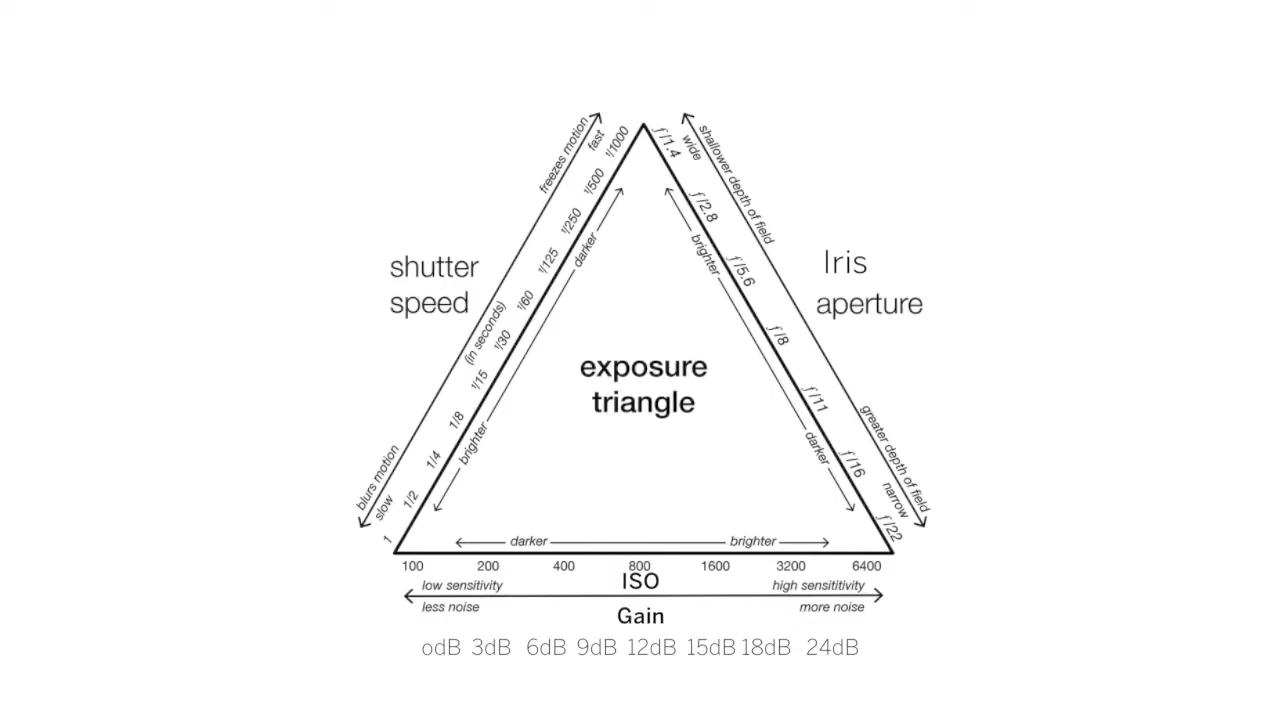 freezes motion
fast
1/1000
1/500
1/250
1/125
1/60
(in seconds)
1/30
1/15
1/8
1/4
1/2
1
blurs motion
slow
shutter
speed
darker
brighter
ƒ/1.4
wide
shallower depth of field
ƒ/2.8
ƒ/5.6
ƒ/8
ƒ/11
ƒ/16
ƒ/22
narrow
greater depth of field
Iris
aperture
brighter
darker
exposure
triangle
darker brighter
100 200 400 800 1600 3200 6400
ISO
low sensitivity high sensititivity
less noise more noise
Gain
odB 3dB 6dB 9dB 12dB 15dB 18dB 24dB